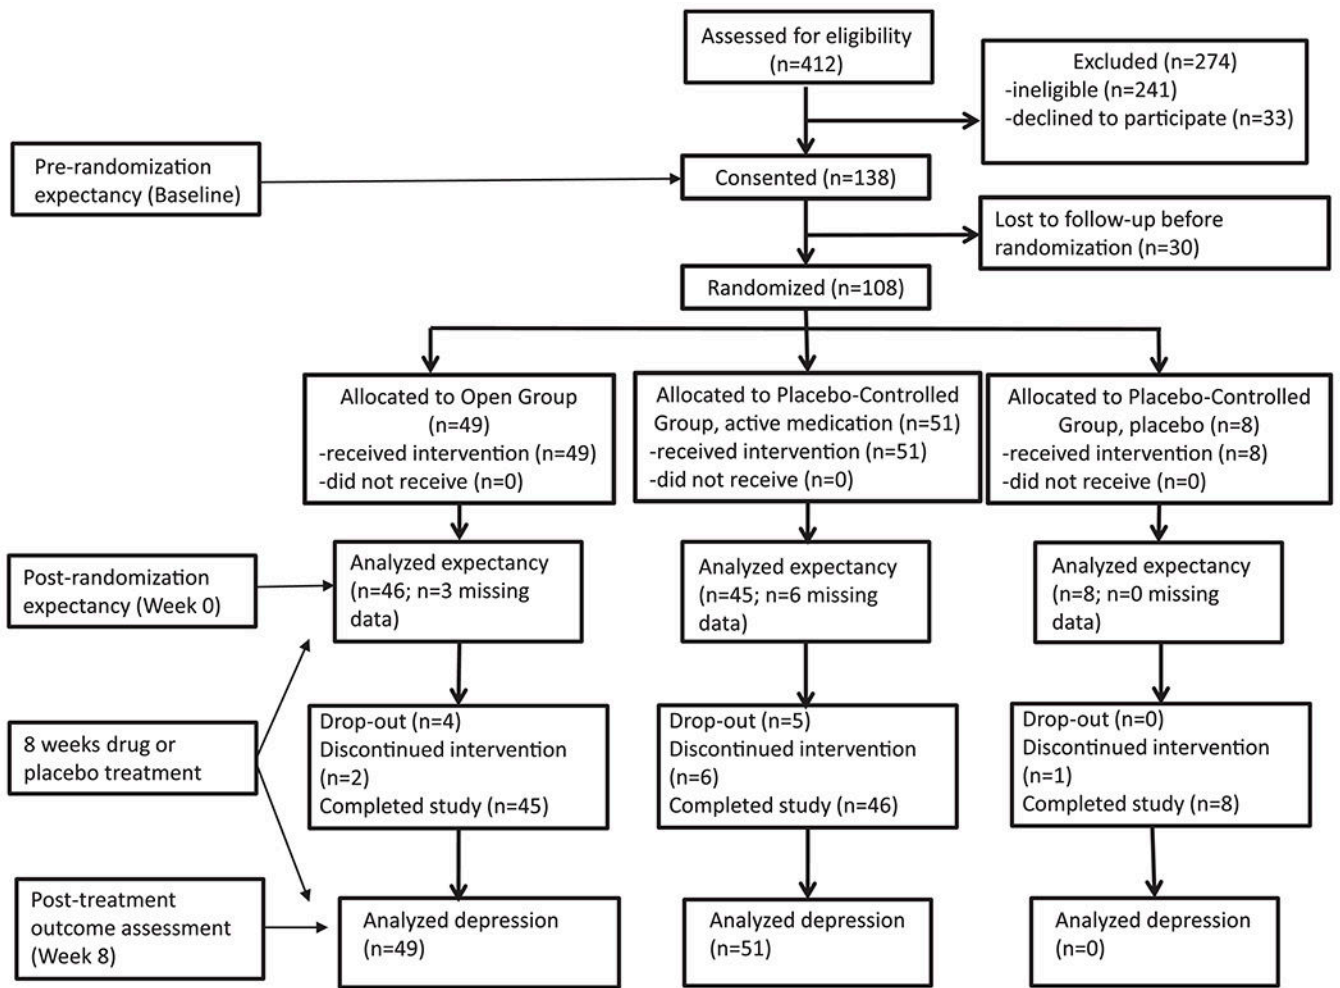 Assessed for eligibility
(n=412)
Excluded (n=274)
-ineligible (n=241)
-declined to participate (n=33)
Pre-randomization
expectancy (Baseline)
Consented (n=138)
Lost to follow-up before
randomization (n=30)
Randomized (n=108)
Allocated to Open Group
(n=49)
-received intervention (n=49)
-did not receive (n=0)
Allocated to Placebo-Controlled
Group, active medication (n=51)
-received intervention (n=51)
-did not receive (n=0)
Allocated to Placebo-Controlled
Group, placebo (n=8)
-received intervention (n=8)
-did not receive (n=0)
Post-randomization
expectancy (Week 0)
Analyzed expectancy
(n=46; n=3 missing
data)
Analyzed expectancy
(n=45; n=6 missing
data)
Analyzed expectancy
(n=8; n=0 missing
data)
8 weeks drug or
placebo treatment
Drop-out (n=4)
Discontinued intervention
(n=2)
Completed study (n=45)
Drop-out (n=5)
Discontinued intervention
(n=6)
Completed study (n=46)
Drop-out (n=0)
Discontinued intervention
(n=1)
Completed study (n=8)
Post-treatment
outcome assessment
(Week 8)
Analyzed depression
(n=49)
Analyzed depression
(n=51)
Analyzed depression
(n=0)